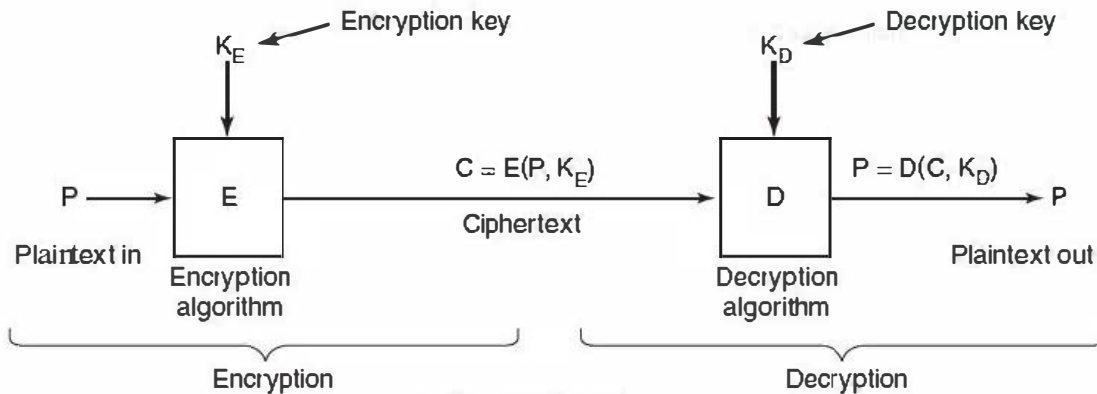 Encryption key
Decryption key
K_E
K_D
C = E(P, K_E)
P = D(C, K_D)
P
E
D
P
Ciphertext
Plaintext in
Plaintext out
Encryption
algorithm
Decryption
algorithm
Encryption
Decryption